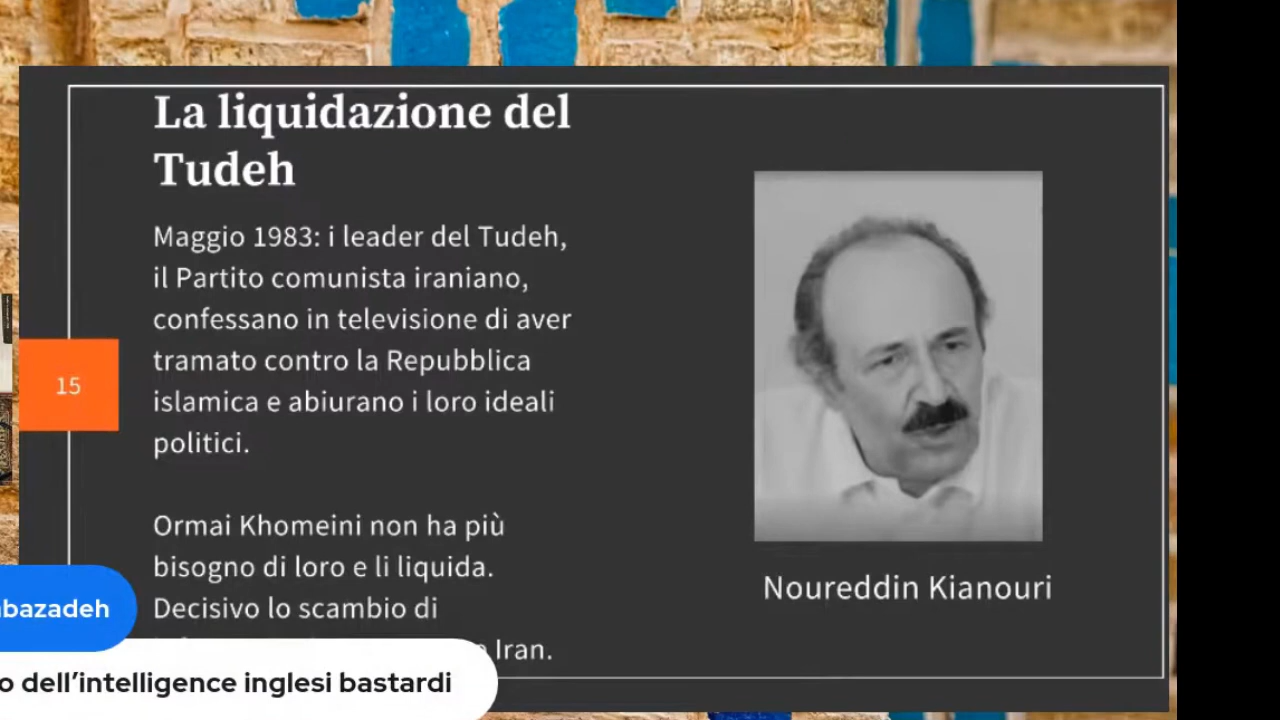 La liquidazione del
Tudeh
Maggio 1983: i leader del Tudeh,
il Partito comunista iraniano,
confessano in televisione di aver
tramato contro la Repubblica
islamica e abiurano i loro ideali
politici.
15
Ormai Khomeini non ha più
bisogno di loro e li liquida.
Decisivo lo scambio di
Iran.
Noureddin Kianouri
bazadeh
o dell’intelligence inglesi bastardi